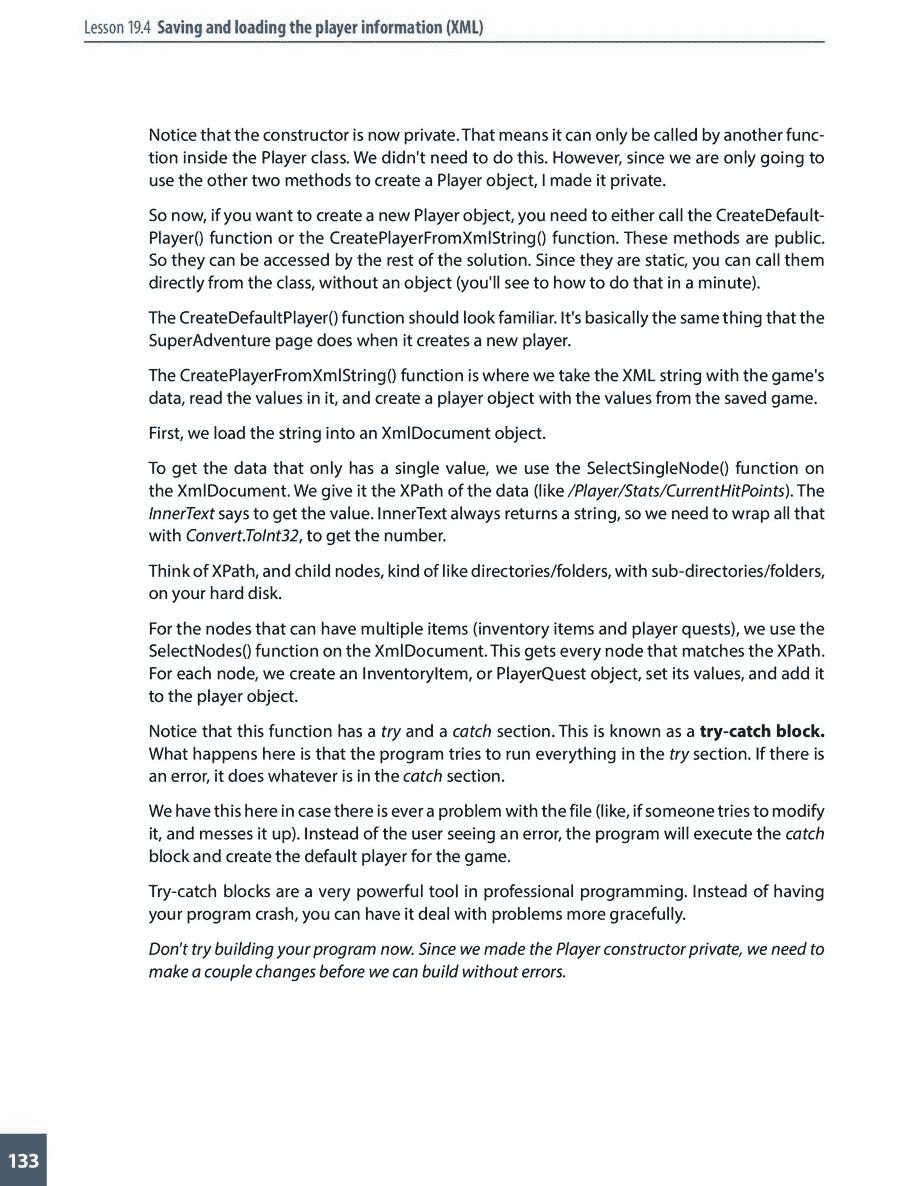 Lesson 19.4 Saving and loading the player information (XML)
Notice that the constructor is now private. That means it can only be called by another func-
tion inside the Player class. We didn't need to do this. However, since we are only going to
use the other two methods to create a Player object, I made it private.
So now, if you want to create a new Player object, you need to either call the CreateDefault-
Player() function or the CreatePlayerFromXmlString() function. These methods are public.
So they can be accessed by the rest of the solution. Since they are static, you can call them
directly from the class, without an object (you'll see to how to do that in a minute).
The CreateDefaultPlayer() function should look familiar. It's basically the same thing that the
SuperAdventure page does when it creates a new player.
The CreatePlayerFromXmlString() function is where we take the XML string with the game's
data, read the values in it, and create a player object with the values from the saved game.
First, we load the string into an XmlDocument object.
To get the data that only has a single value, we use the SelectSingleNode() function on
the XmlDocument. We give it the XPath of the data (like /Player/Stats/CurrentHitPoints). The
InnerText says to get the value. InnerText always returns a string, so we need to wrap all that
with Convert.ToInt32, to get the number.
Think of XPath, and child nodes, kind of like directories/folders, with sub-directories/folders,
on your hard disk.
For the nodes that can have multiple items (inventory items and player quests), we use the
SelectNodes() function on the XmlDocument. This gets every node that matches the XPath.
For each node, we create an InventoryItem, or PlayerQuest object, set its values, and add it
to the player object.
Notice that this function has a try and a catch section. This is known as a try-catch block.
What happens here is that the program tries to run everything in the try section. If there is
an error, it does whatever is in the catch section.
We have this here in case there is ever a problem with the file (like, if someone tries to modify
it, and messes it up). Instead of the user seeing an error, the program will execute the catch
block and create the default player for the game.
Try-catch blocks are a very powerful tool in professional programming. Instead of having
your program crash, you can have it deal with problems more gracefully.
Don't try building your program now. Since we made the Player constructor private, we need to
make a couple changes before we can build without errors.
133